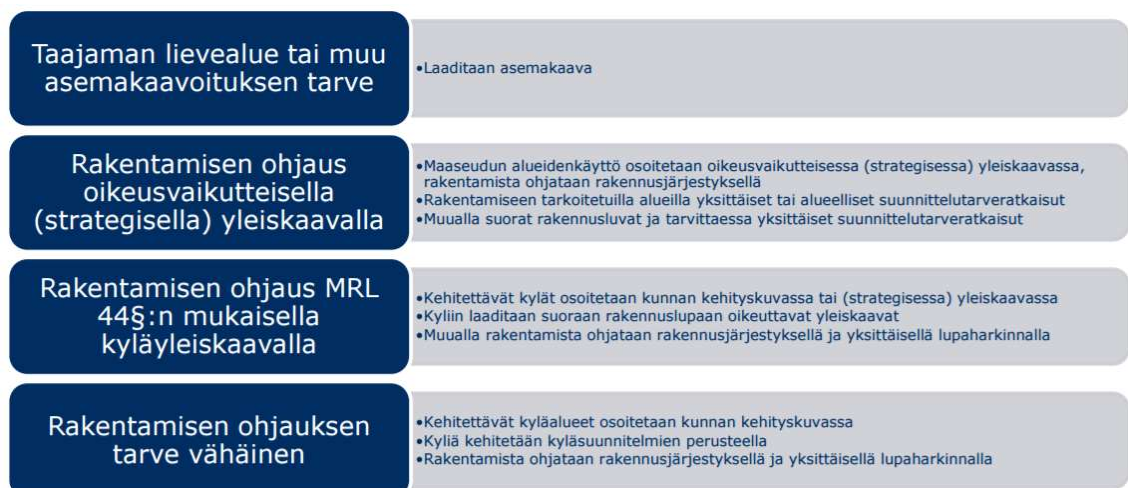 Taajaman lievealue tai muu
asemakaavoituksen tarve
•Laaditaan asemakaava
Rakentamisen ohjaus
oikeusvaikutteisella
(strategisella) yleiskaavalla
•Maaseudun alueidenkäyttö osoitetaan oikeusvaikutteisessa (strategisessa) yleiskaavassa,
rakentamista ohjataan rakennusjärjestyksellä
•Rakentamiseen tarkoitetuilla alueilla yksittäiset tai alueelliset suunnittelutarveratkaisut
•Muualla suorat rakennusluvat ja tarvittaessa yksittäiset suunnittelutarveratkaisut
Rakentamisen ohjaus MRL
44§:n mukaisella
kyläyleiskaavalla
•Kehitettävät kylät osoitetaan kunnan kehityskuvassa tai (strategisessa) yleiskaavassa
•Kyliin laaditaan suoraan rakennuslupaan oikeuttavat yleiskaavat
•Muualla rakentamista ohjataan rakennusjärjestyksellä ja yksittäisellä lupaharkinnalla
Rakentamisen ohjauksen
tarve vähäinen
•Kehitettävät kyläalueet osoitetaan kunnan kehityskuvassa
•Kyliä kehitetään kyläsuunnitelmien perusteella
•Rakentamista ohjataan rakennusjärjestyksellä ja yksittäisellä lupaharkinnalla